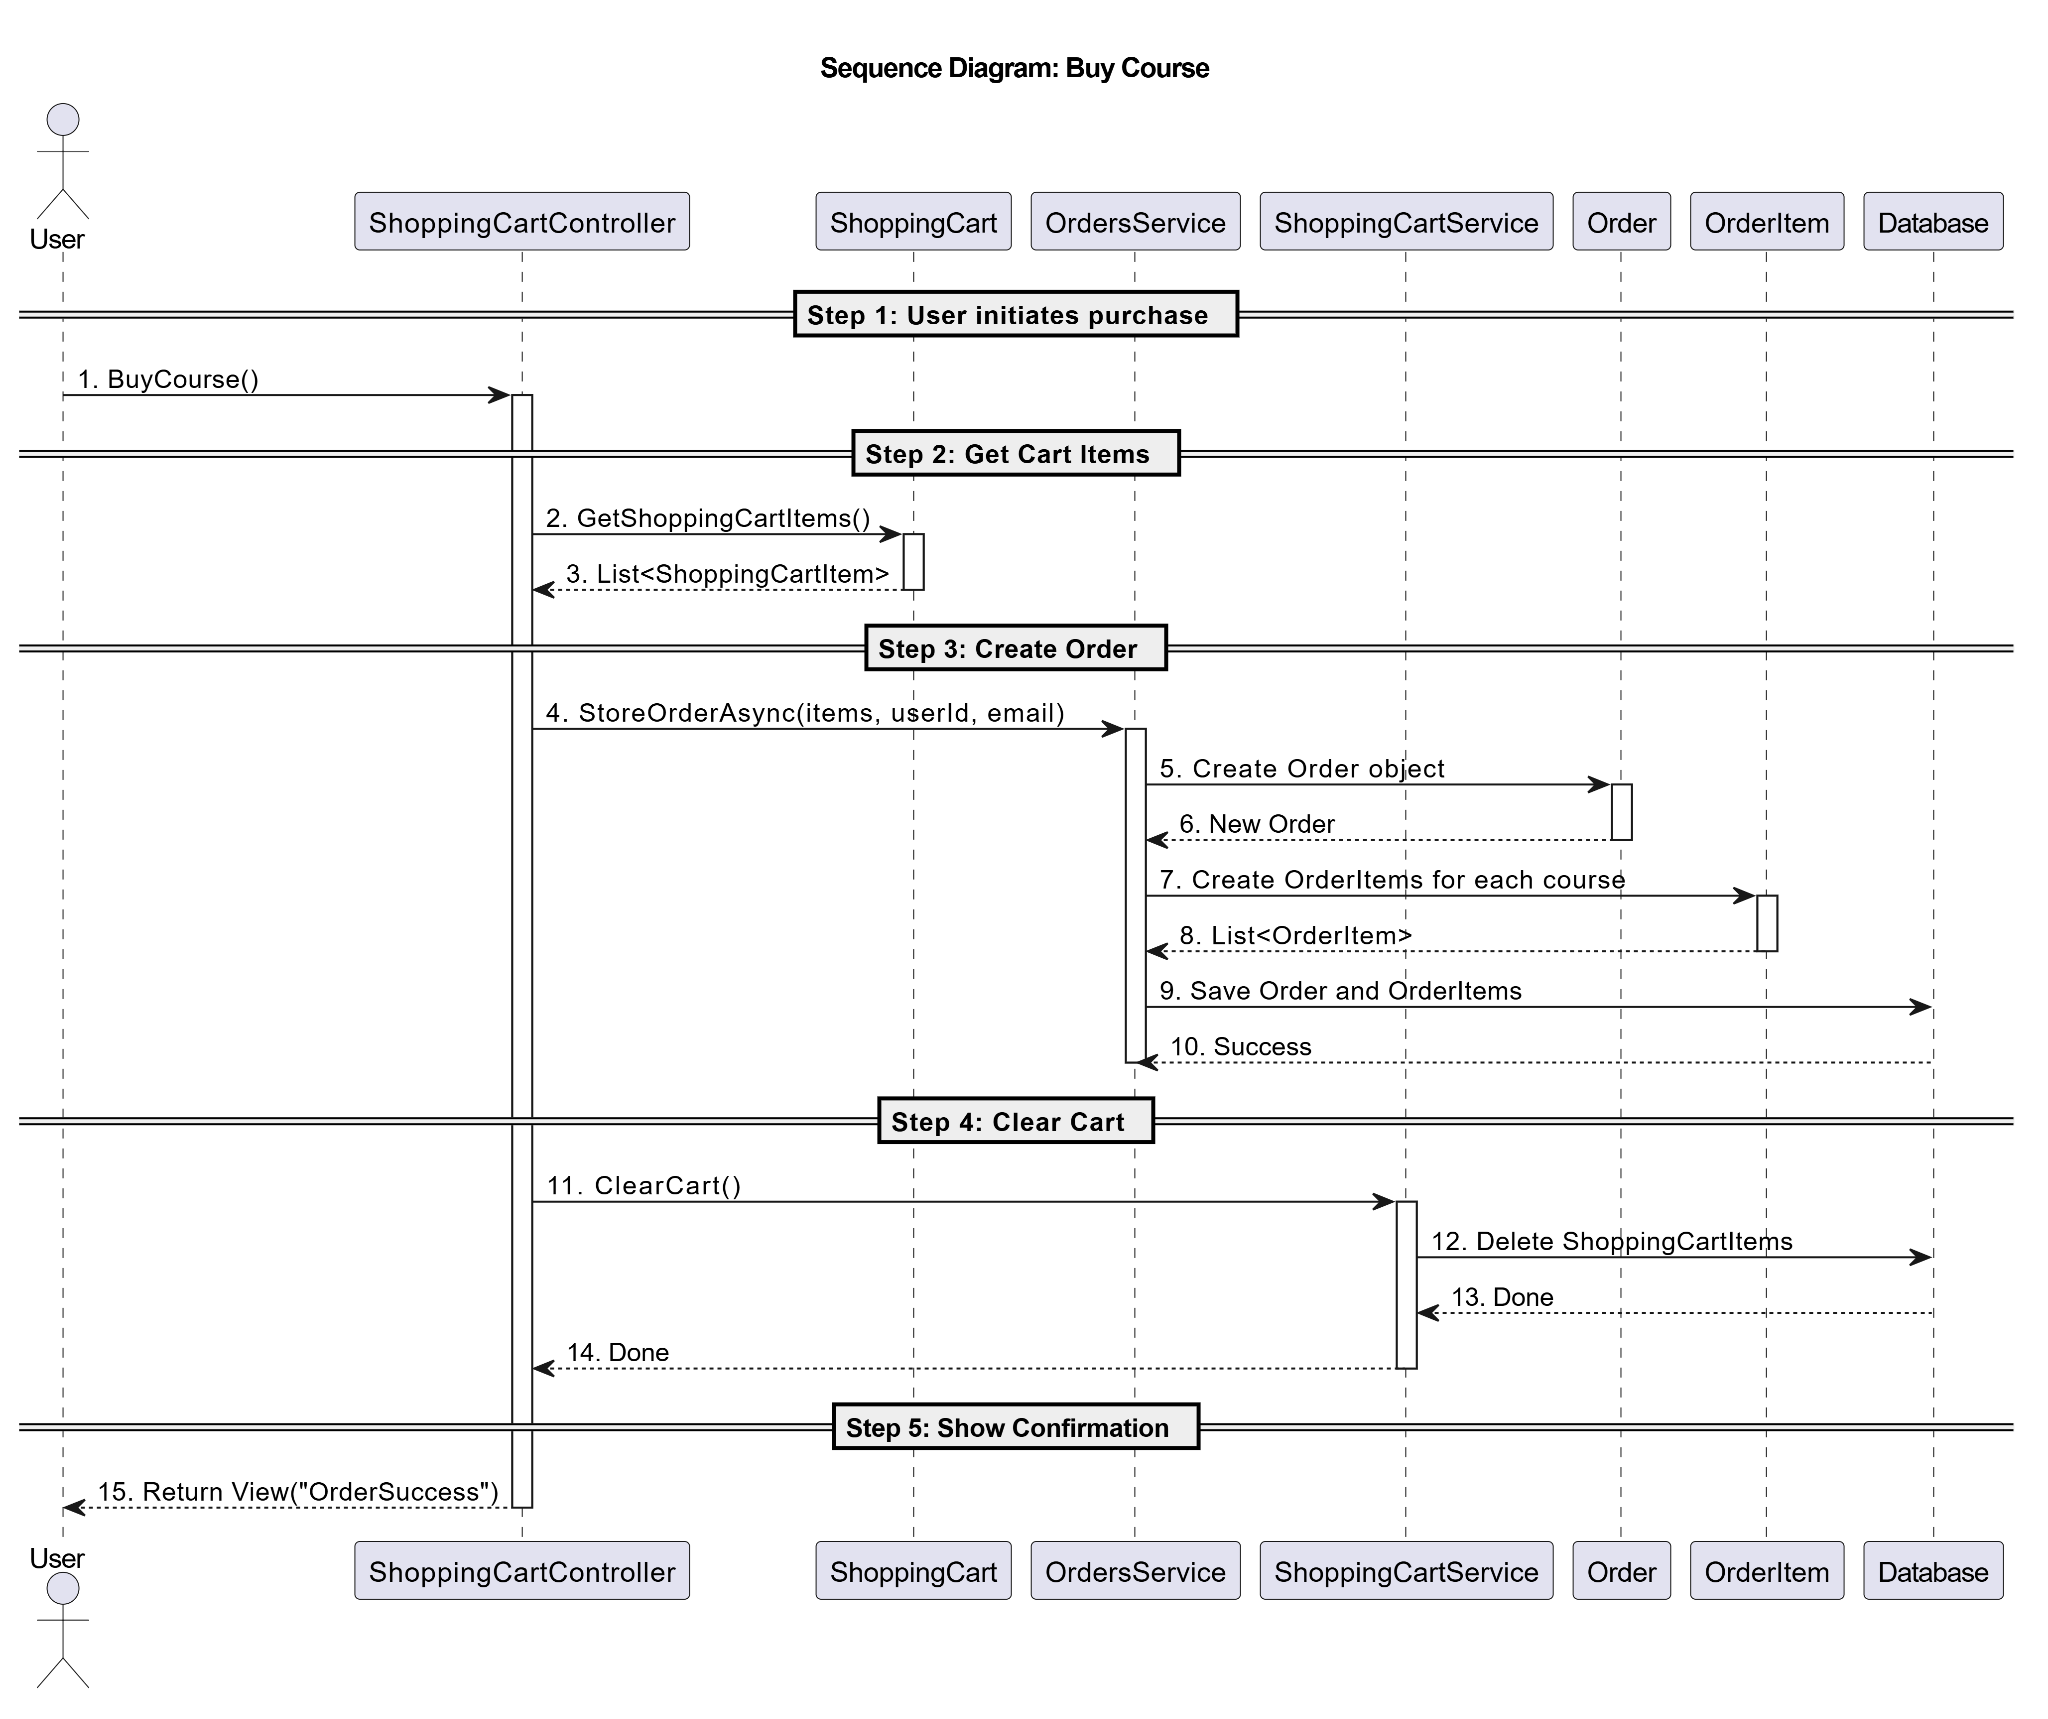 Sequence Diagram: Buy Course
User
ShoppingCartController
ShoppingCart
OrdersService
ShoppingCartService
Order
OrderItem
Database
Step 1: User initiates purchase
1. BuyCourse()
Step 2: Get Cart Items
2. GetShoppingCartItems()
3. List<ShoppingCartItem>
Step 3: Create Order
4. StoreOrderAsync(items, userId, email)
5. Create Order object
6. New Order
7. Create OrderItems for each course
8. List<OrderItem>
9. Save Order and OrderItems
10. Success
Step 4: Clear Cart
11. ClearCart()
12. Delete ShoppingCartItems
13. Done
14. Done
Step 5: Show Confirmation
15. Return View("OrderSuccess")
User
ShoppingCartController
ShoppingCart
OrdersService
ShoppingCartService
Order
OrderItem
Database